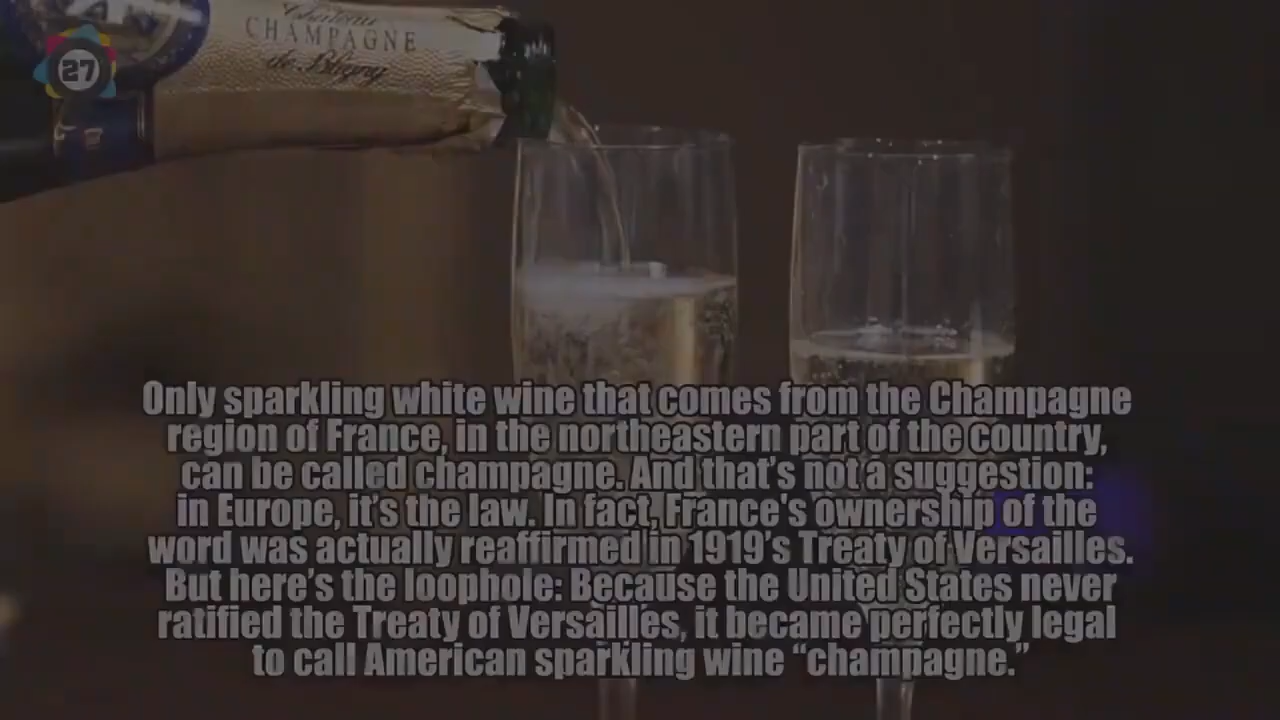 Château
CHAMPAGNE
de Bligny
27
Only sparkling white wine that comes from the Champagne
region of France, in the northeastern part of the country,
can be called champagne. And that's not a suggestion:
in Europe, it's the law. In fact, France's ownership of the
word was actually reaffirmed in 1919's Treaty of Versailles.
But here's the loophole: Because the United States never
ratified the Treaty of Versailles, it became perfectly legal
to call American sparkling wine “champagne.”